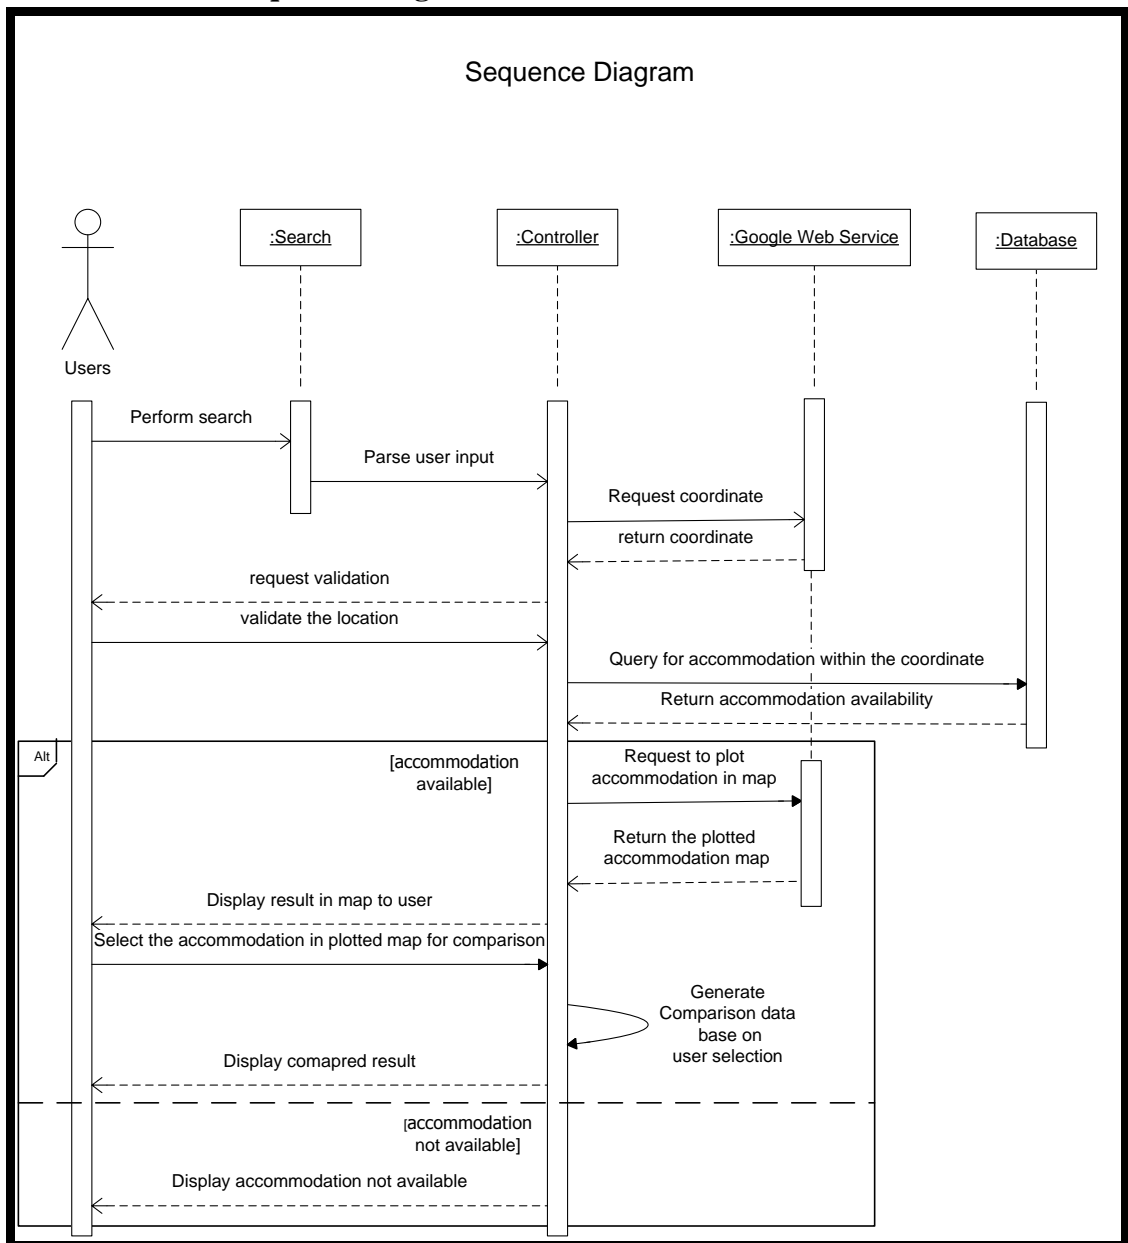 Sequence Diagram
:Search
:Controller
:Google Web Service
:Database
Users
Perform search
Parse user input
Request coordinate
return coordinate
request validation
validate the location
Query for accommodation within the coordinate
Return accommodation availability
Alt
[accommodation
available]
Request to plot
accommodation in map
Return the plotted
accommodation map
Display result in map to user
Select the accommodation in plotted map for comparison
Generate
Comparison data
base on
user selection
Display comapred result
[accommodation
not available]
Display accommodation not available